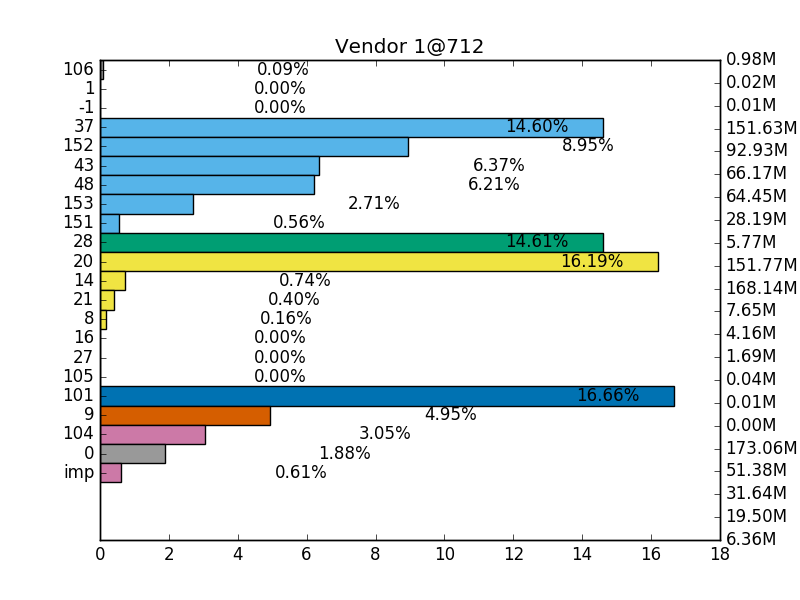 Vendor 1@712
106 0.09% 0.98M
1 0.00% 0.02M
-1 0.00% 0.01M
37 14.60% 151.63M
152 8.95% 92.93M
43 6.37% 66.17M
48 6.21% 64.45M
153 2.71% 28.19M
151 0.56% 5.77M
28 14.61% 151.77M
20 16.19% 168.14M
14 0.74% 7.65M
21 0.40% 4.16M
8 0.16% 1.69M
16 0.00% 0.04M
27 0.00% 0.01M
105 0.00% 0.00M
101 16.66% 173.06M
9 4.95% 51.38M
104 3.05% 31.64M
0 1.88% 19.50M
imp 0.61% 6.36M
0 2 4 6 8 10 12 14 16 18